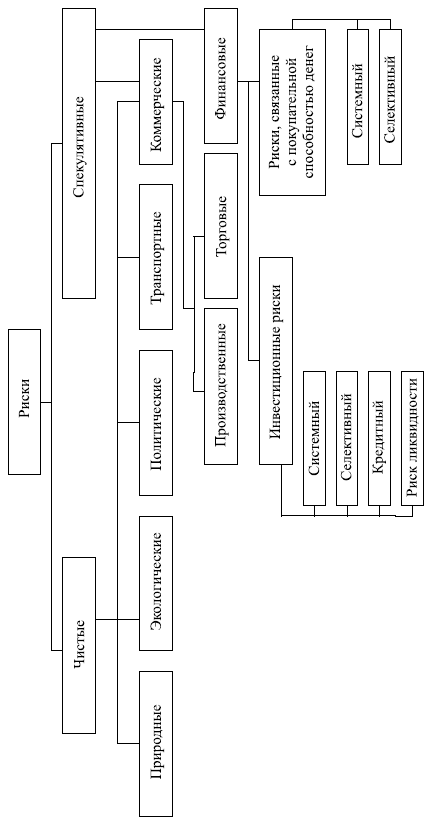 Риски
Чистые
Спекулятивные
Природные
Экологические
Политические
Транспортные
Коммерческие
Производственные
Торговые
Финансовые
Инвестиционные риски
Риски, связанные
с покупательной
способностью денег
Системный
Селективный
Кредитный
Риск ликвидности
Системный
Селективный